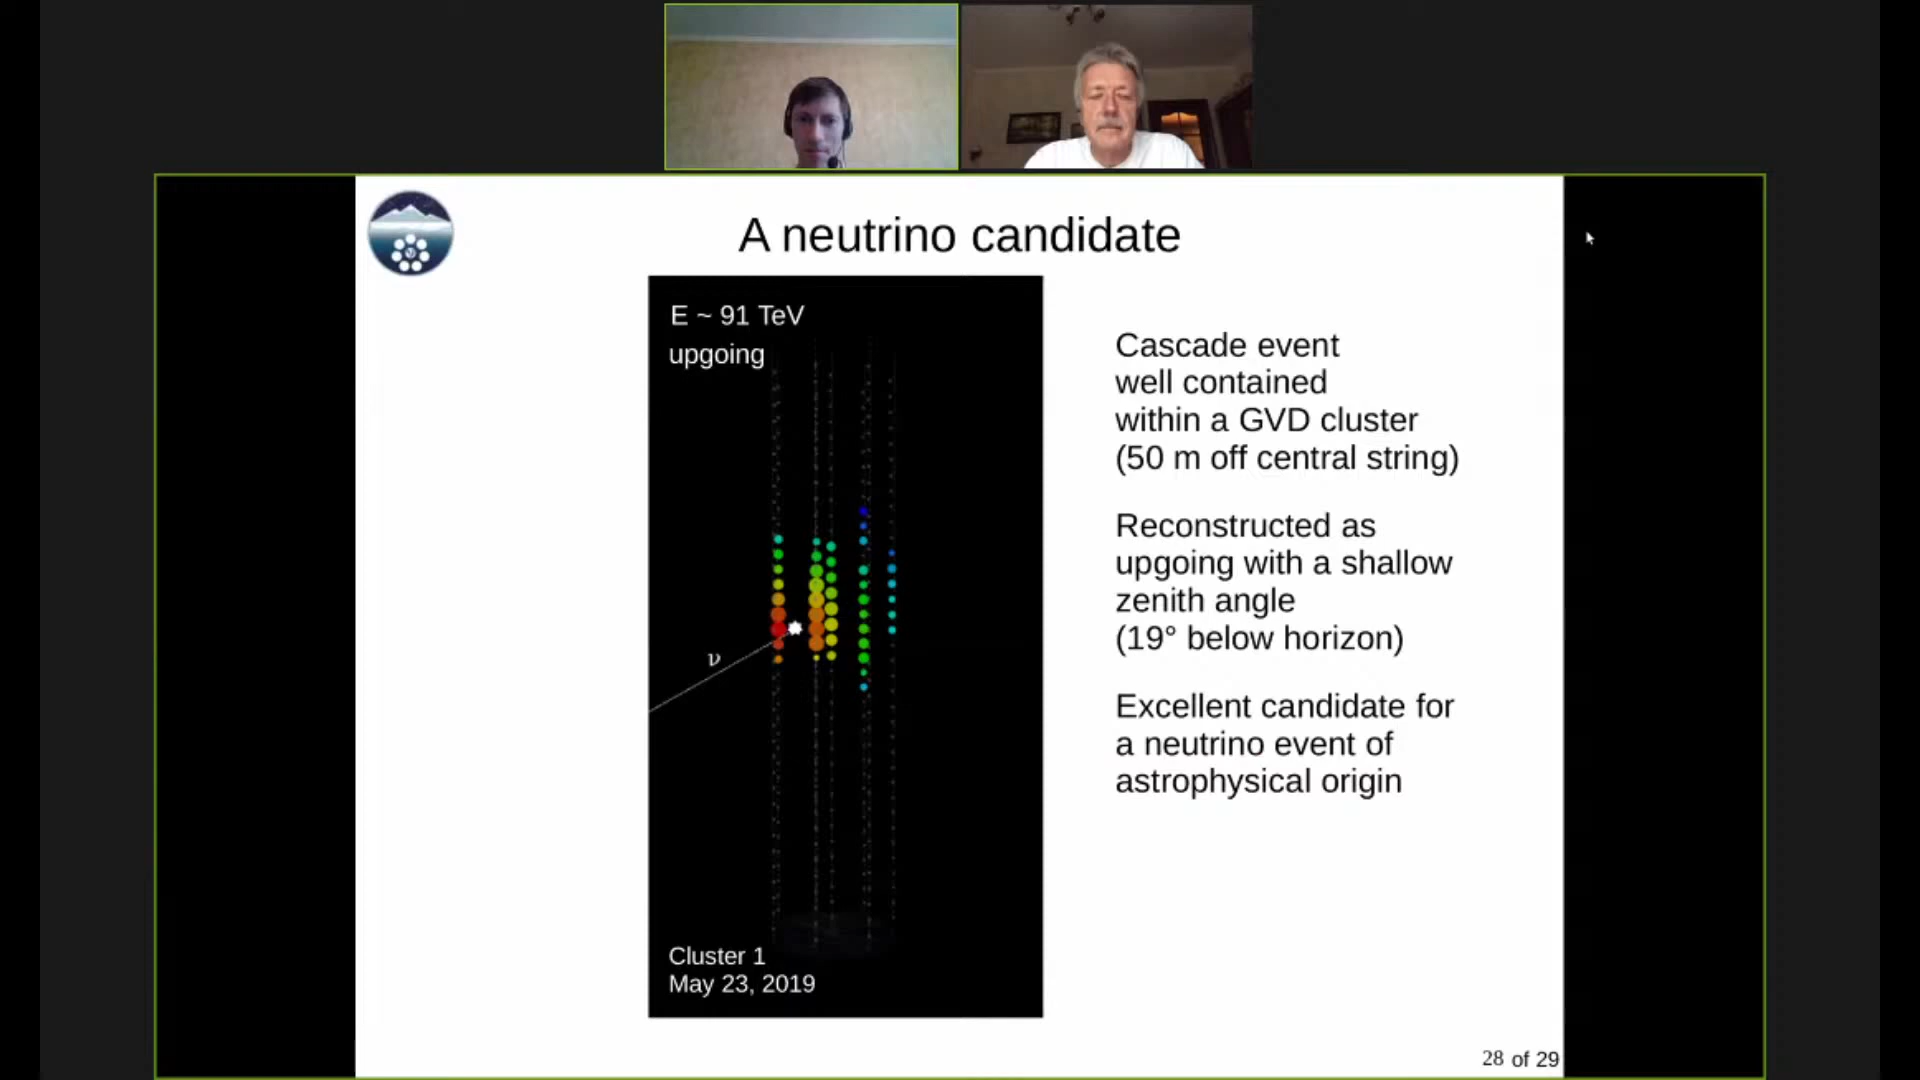 A neutrino candidate
E ~ 91 TeV
upgoing
ν
Cluster 1
May 23, 2019
Cascade event
well contained
within a GVD cluster
(50 m off central string)
Reconstructed as
upgoing with a shallow
zenith angle
(19° below horizon)
Excellent candidate for
a neutrino event of
astrophysical origin
28 of 29